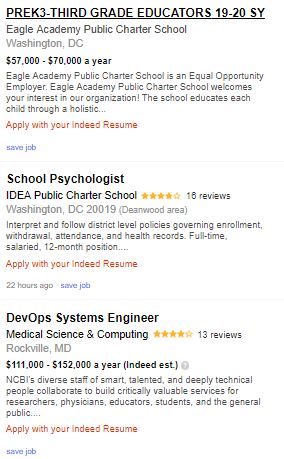 PREK3-THIRD GRADE EDUCATORS 19-20 SY
Eagle Academy Public Charter School
Washington, DC
$57,000 - $70,000 a year
Eagle Academy Public Charter School is an Equal Opportunity
Employer. Eagle Academy Public Charter School welcomes
your interest in our organization! The school educates each
child through a holistic...
Apply with your Indeed Resume
save job
School Psychologist
IDEA Public Charter School 16 reviews
Washington, DC 20019 (Deanwood area)
Interpret and follow district level policies governing enrollment,
withdrawal, attendance, and health records. Full-time,
salaried, 12-month position....
Apply with your Indeed Resume
22 hours ago save job
DevOps Systems Engineer
Medical Science & Computing 13 reviews
Rockville, MD
$111,000 - $152,000 a year (Indeed est.) ?
NCBI's diverse staff of smart, talented, and deeply technical
people collaborate to build critically valuable services for
researchers, physicians, educators, students, and the general
public....
Apply with your Indeed Resume
save job